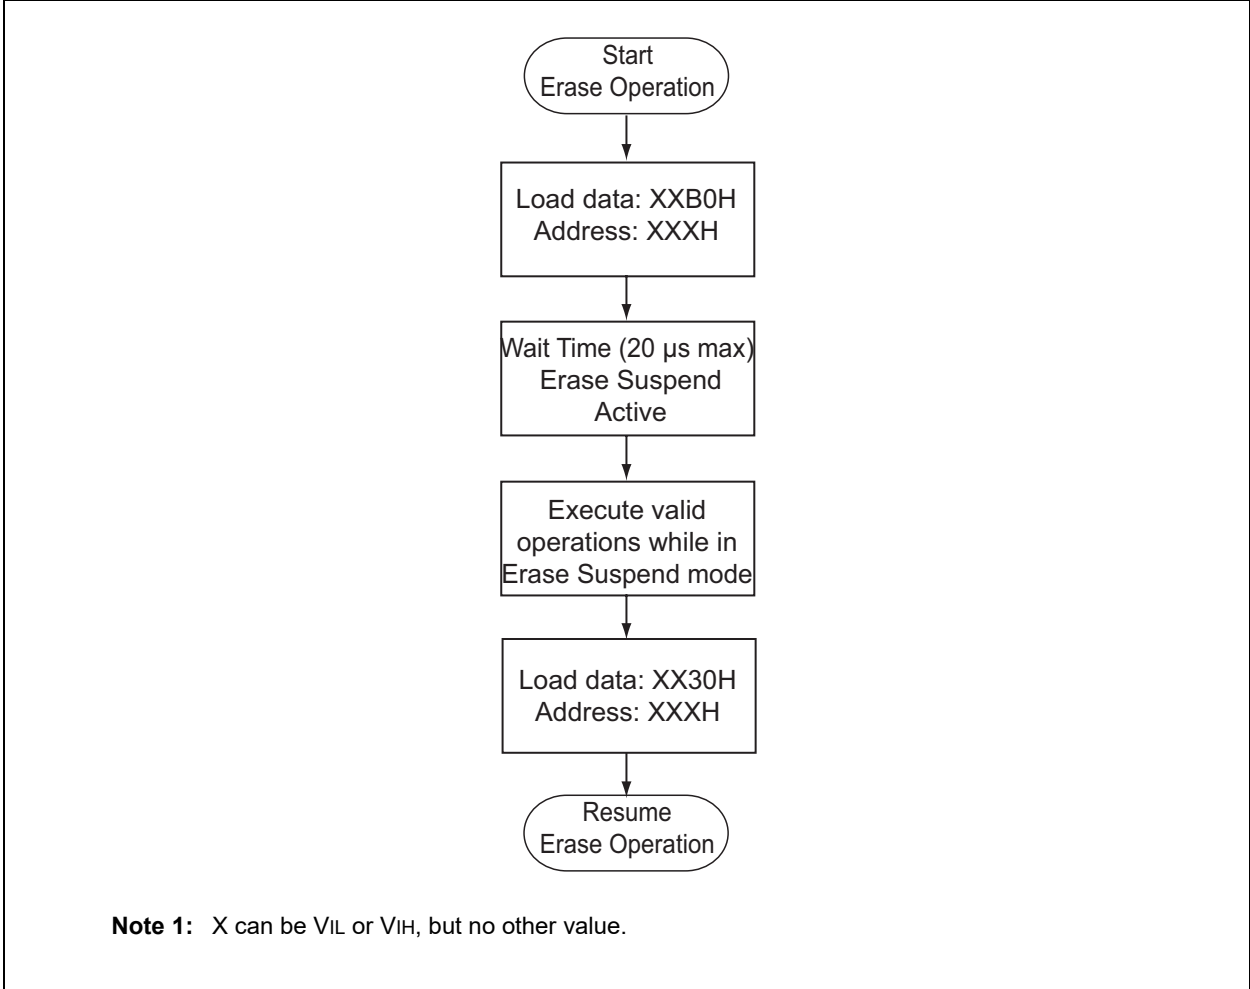 Start
Erase Operation
Load data: XXB0H
Address: XXXH
Wait Time (20 µs max)
Erase Suspend
Active
Execute valid
operations while in
Erase Suspend mode
Load data: XX30H
Address: XXXH
Resume
Erase Operation
Note 1: X can be VIL or VIH, but no other value.